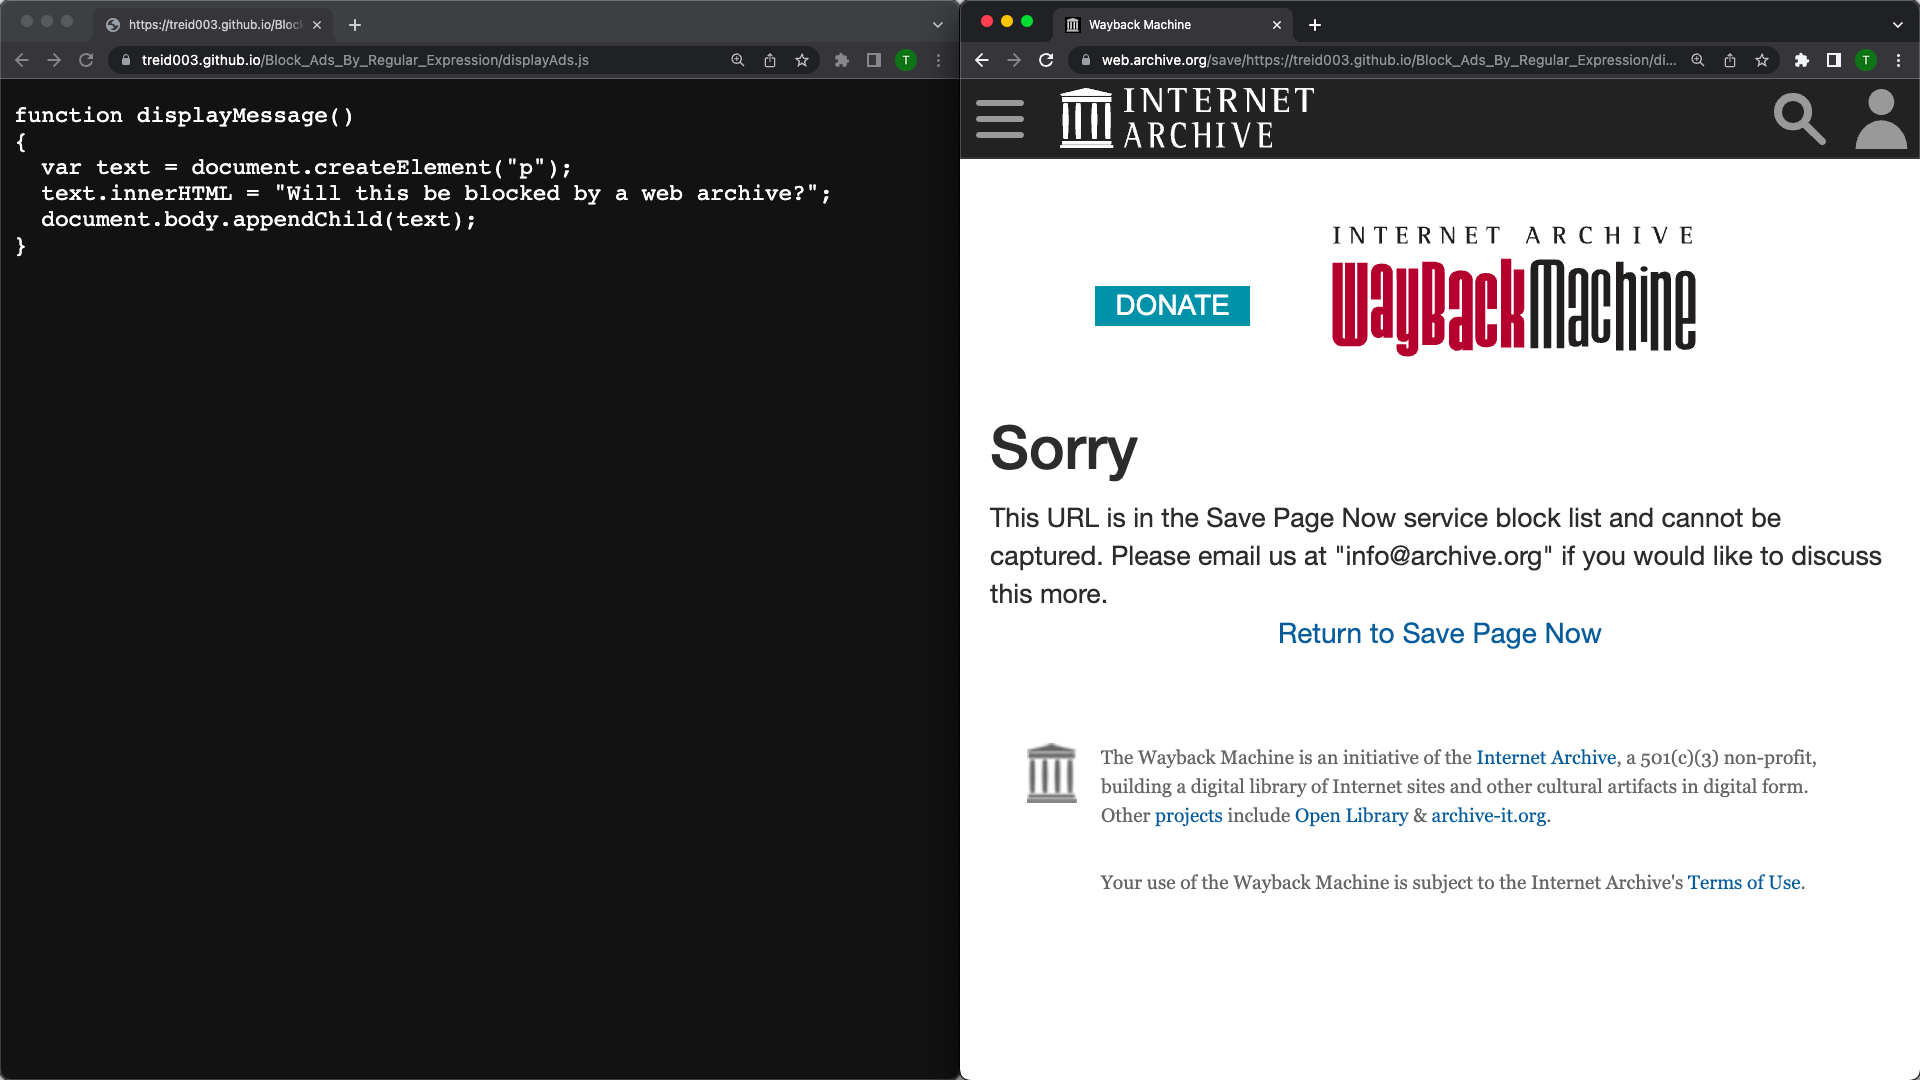 https://treid003.github.io/Block
treid003.github.io/Block_Ads_By_Regular_Expression/displayAds.js
T
function displayMessage()
{
  var text = document.createElement("p");
  text.innerHTML = "Will this be blocked by a web archive?";
  document.body.appendChild(text);
}
Wayback Machine
web.archive.org/save/https://treid003.github.io/Block_Ads_By_Regular_Expression/di...
T
INTERNET
ARCHIVE
INTERNET ARCHIVE
WayBackMachine
DONATE
Sorry
This URL is in the Save Page Now service block list and cannot be
captured. Please email us at "info@archive.org" if you would like to discuss
this more.
Return to Save Page Now
The Wayback Machine is an initiative of the Internet Archive, a 501(c)(3) non-profit,
building a digital library of Internet sites and other cultural artifacts in digital form.
Other projects include Open Library & archive-it.org.
Your use of the Wayback Machine is subject to the Internet Archive's Terms of Use.